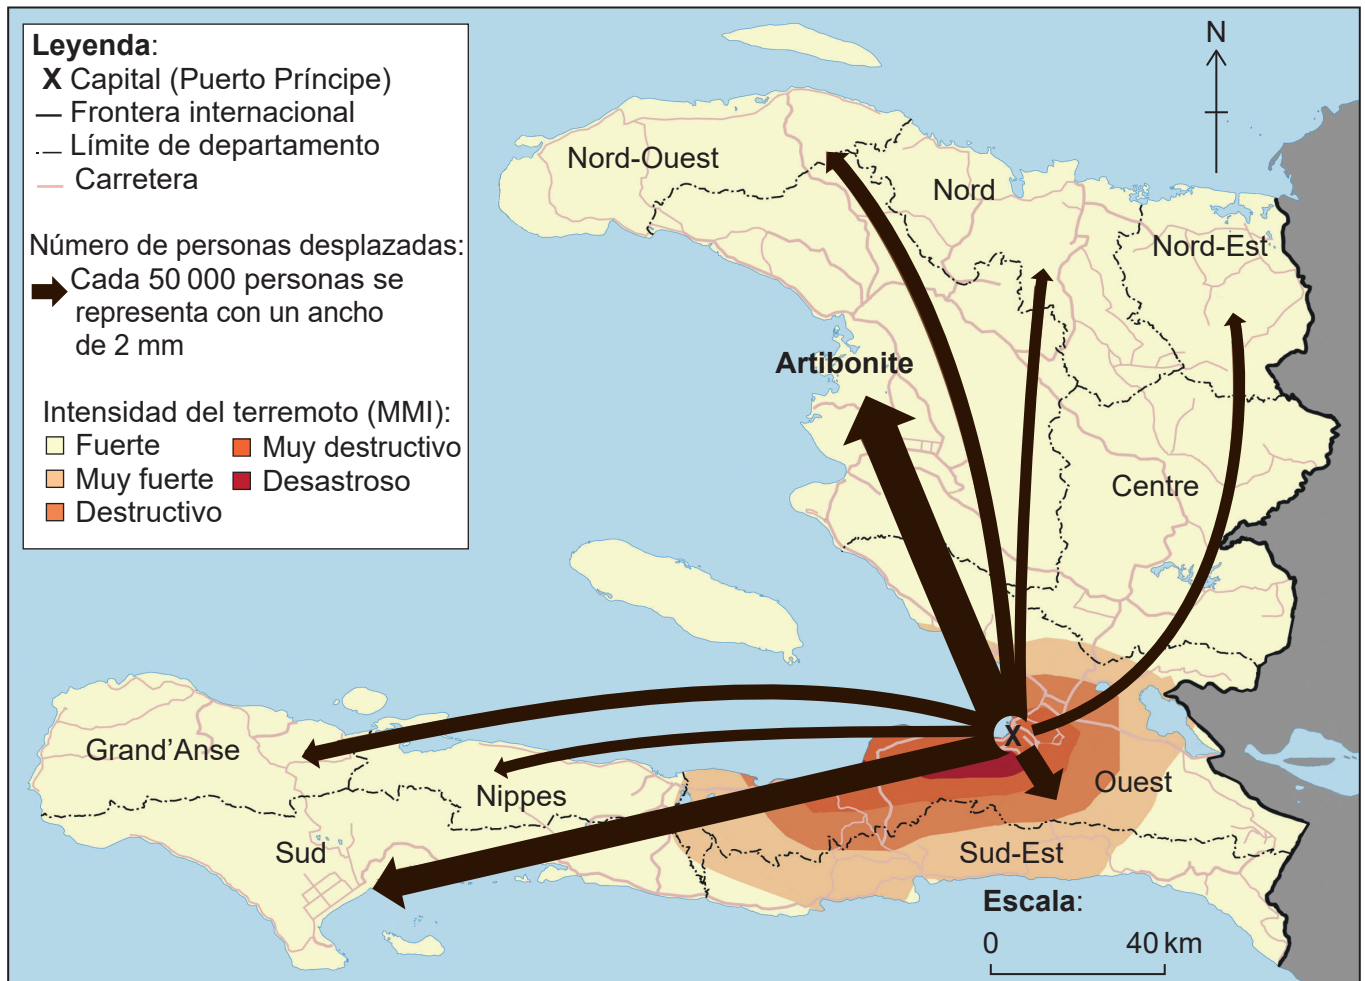 Leyenda:
X Capital (Puerto Príncipe)
Frontera internacional
Límite de departamento
Carretera
Número de personas desplazadas:
Cada 50 000 personas se
representa con un ancho
de 2 mm
Intensidad del terremoto (MMI):
Fuerte
Muy destructivo
Muy fuerte
Desastroso
Destructivo
N
Nord-Ouest
Nord
Nord-Est
Artibonite
Centre
Grand'Anse
Nippes
Sud
X
Ouest
Sud-Est
Escala:
0 40 km